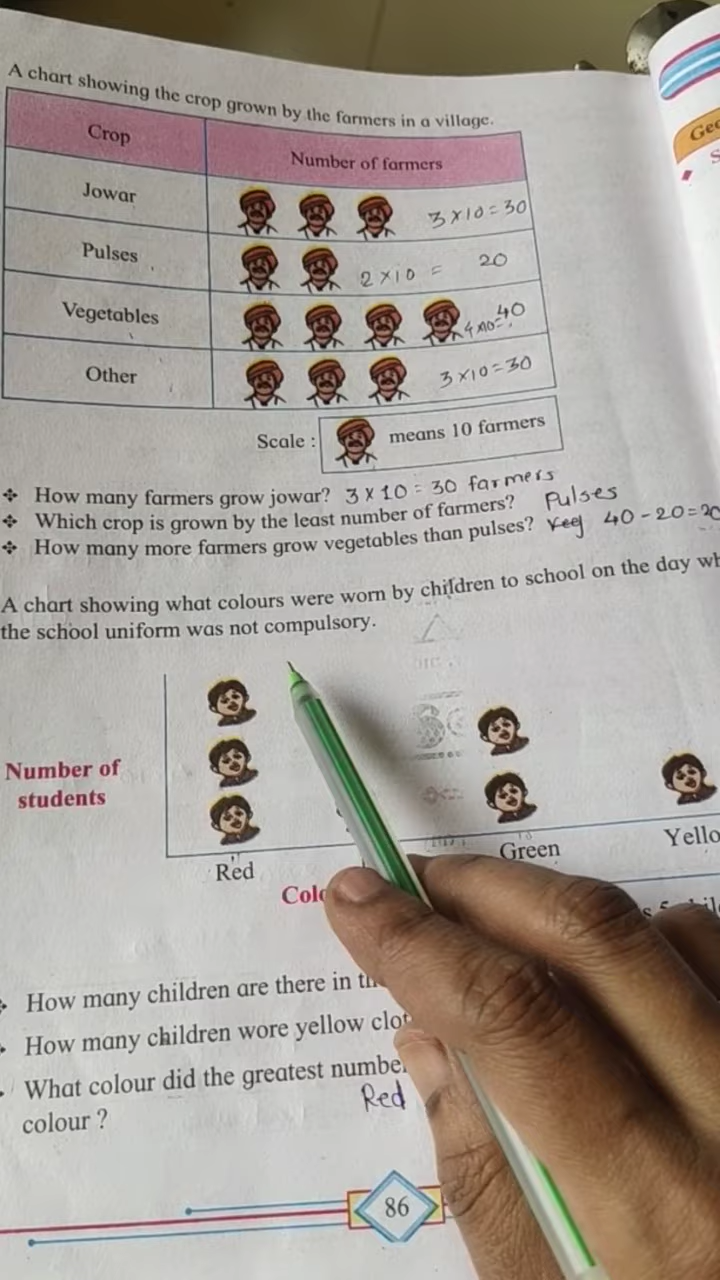 A chart showing the crop grown by the farmers in a village.
Crop Number of farmers
Jowar 3 × 10 = 30
Pulses 2 × 10 = 20
Vegetables 4 × 10 = 40
Other 3 × 10 = 30
Scale : means 10 farmers
❖ How many farmers grow jowar? 3 × 10 = 30 farmers
❖ Which crop is grown by the least number of farmers? Pulses
❖ How many more farmers grow vegetables than pulses? Veg 40 - 20 = 20
A chart showing what colours were worn by children to school on the day
the school uniform was not compulsory.
Number of
students
Red Green Yello
How many children are there in
How many children wore yellow
What colour did the greatest
colour ? Red
86